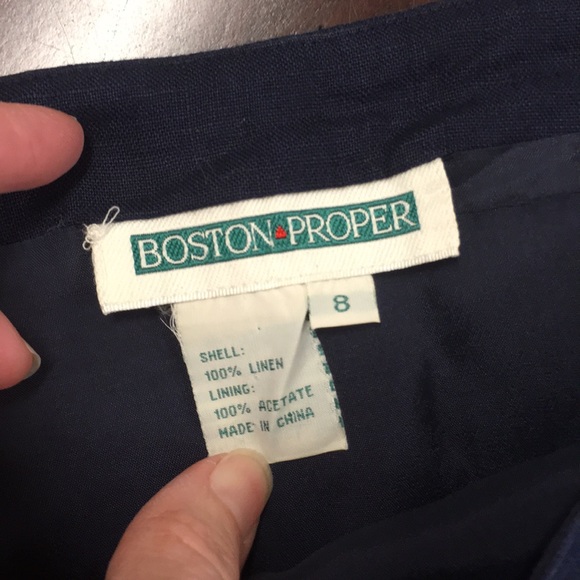 BOSTON PROPER
8
SHELL:
100% LINEN
LINING:
100% ACETATE
MADE IN CHINA